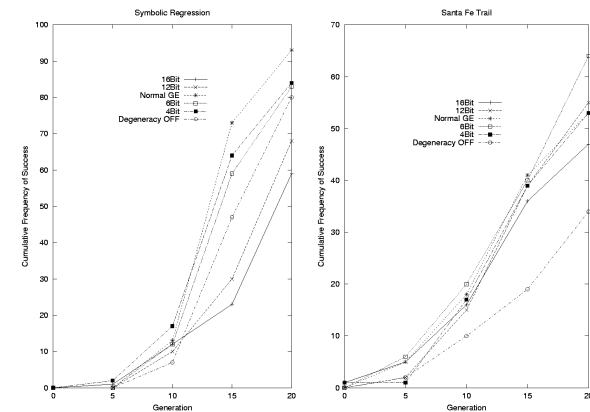 Symbolic Regression
100
90
80
70
60
50
40
30
20
10
0
Cumulative Frequency of Success
16Bit
12Bit
Normal GE
6Bit
4Bit
Degeneracy OFF
0 5 10 15 20
Generation
Santa Fe Trail
70
60
50
40
30
20
10
0
Cumulative Frequency of Success
16Bit
12Bit
Normal GE
6Bit
4Bit
Degeneracy OFF
0 5 10 15 20
Generation